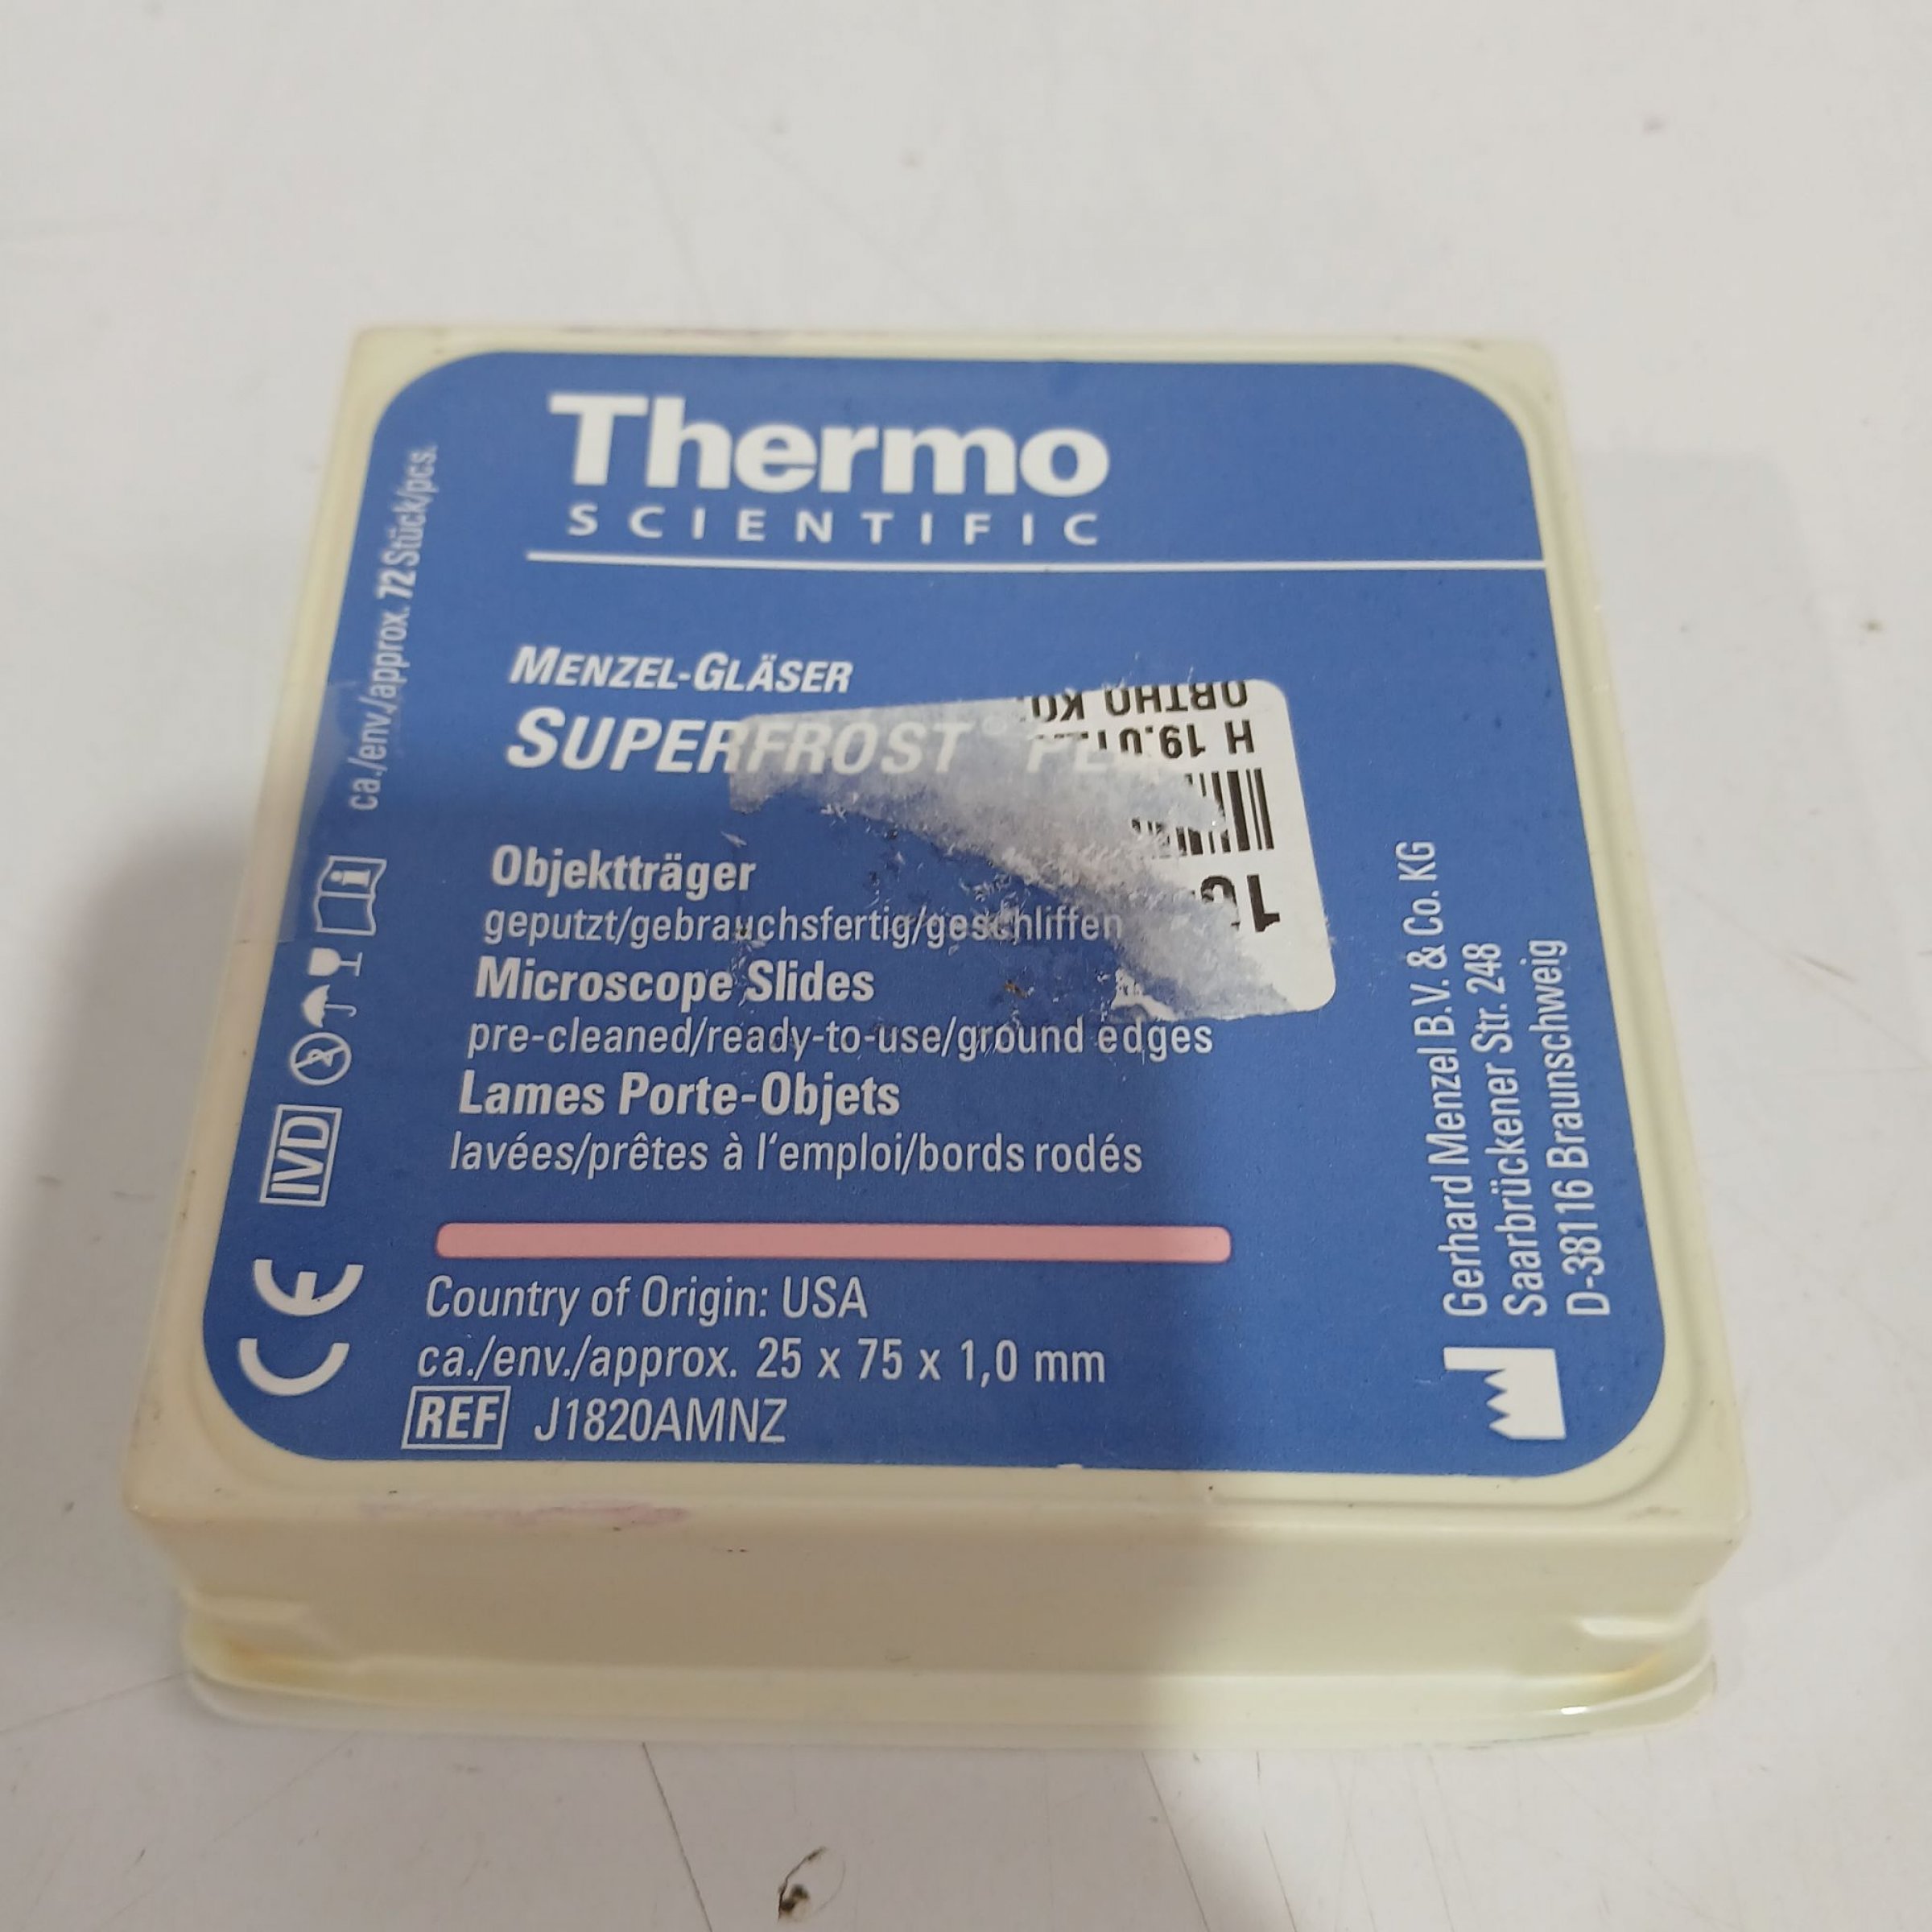 Thermo
SCIENTIFIC
MENZEL-GLÄSER
SUPERFROST®
Objektträger
geputzt/gebrauchsfertig/geschliffen
Microscope Slides
pre-cleaned/ready-to-use/ground edges
Lames Porte-Objets
lavées/prêtes à l'emploi/bords rodés
Country of Origin: USA
ca./env./approx. 25 x 75 x 1,0 mm
REF J1820AMNZ
CE IVD 2 i ca./env./approx. 72 Stück/pcs.
Gerhard Menzel B.V. & Co. KG
Saarbrückener Str. 248
D-38116 Braunschweig
ORTHO
H